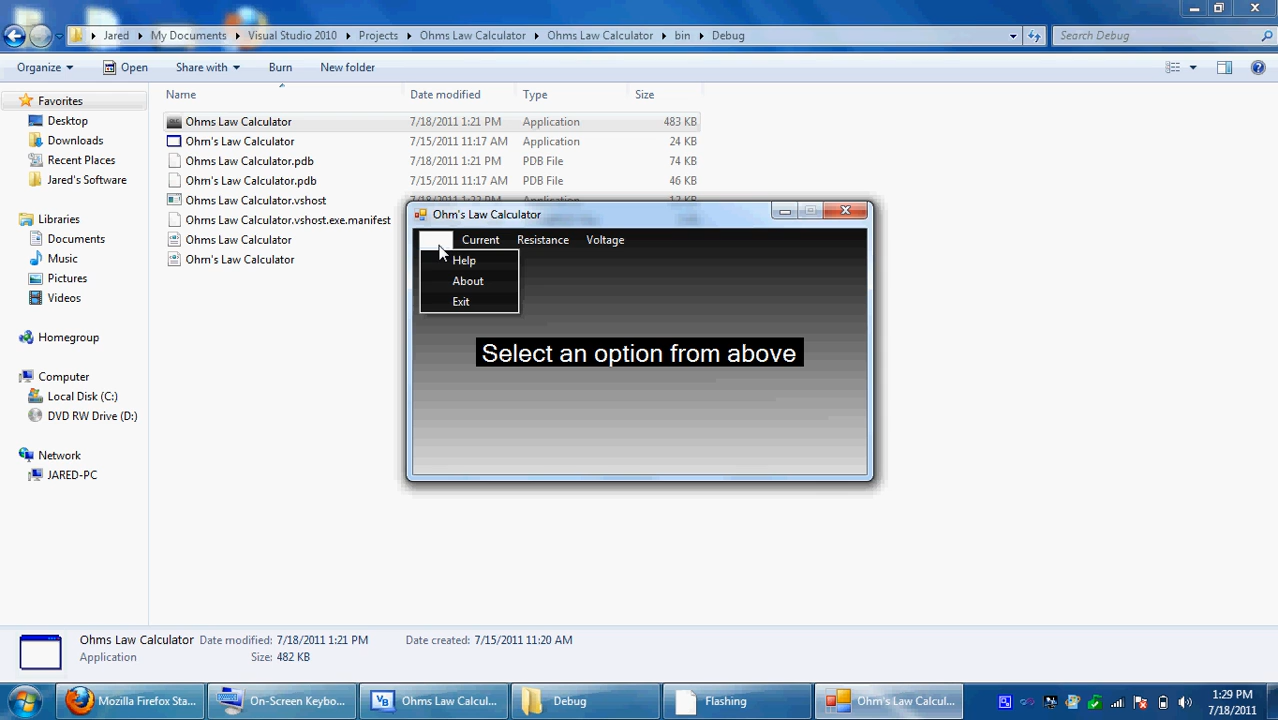 Jared
My Documents
Visual Studio 2010
Projects
Ohms Law Calculator
Ohms Law Calculator
bin
Debug
Search Debug
Organize
Open
Share with
Burn
New folder
Name
Date modified
Type
Size
Favorites
Desktop
Downloads
Recent Places
Jared's Software
Libraries
Documents
Music
Pictures
Videos
Homegroup
Computer
Local Disk (C:)
DVD RW Drive (D:)
Network
JARED-PC
Ohms Law Calculator 7/18/2011 1:21 PM Application 483 KB
Ohm's Law Calculator 7/15/2011 11:17 AM Application 24 KB
Ohms Law Calculator.pdb 7/18/2011 1:21 PM PDB File 74 KB
Ohm's Law Calculator.pdb 7/15/2011 11:17 AM PDB File 46 KB
Ohms Law Calculator.vshost
Ohms Law Calculator.vshost.exe.manifest
Ohms Law Calculator
Ohm's Law Calculator
Ohm's Law Calculator
Current Resistance Voltage
Help
About
Exit
Select an option from above
Ohms Law Calculator Date modified: 7/18/2011 1:21 PM Date created: 7/15/2011 11:20 AM
Application Size: 482 KB
Mozilla Firefox Sta...
On-Screen Keybo...
VB
Ohms Law Calcul...
Debug
Flashing
Ohm's Law Calcul...
1:29 PM
7/18/2011